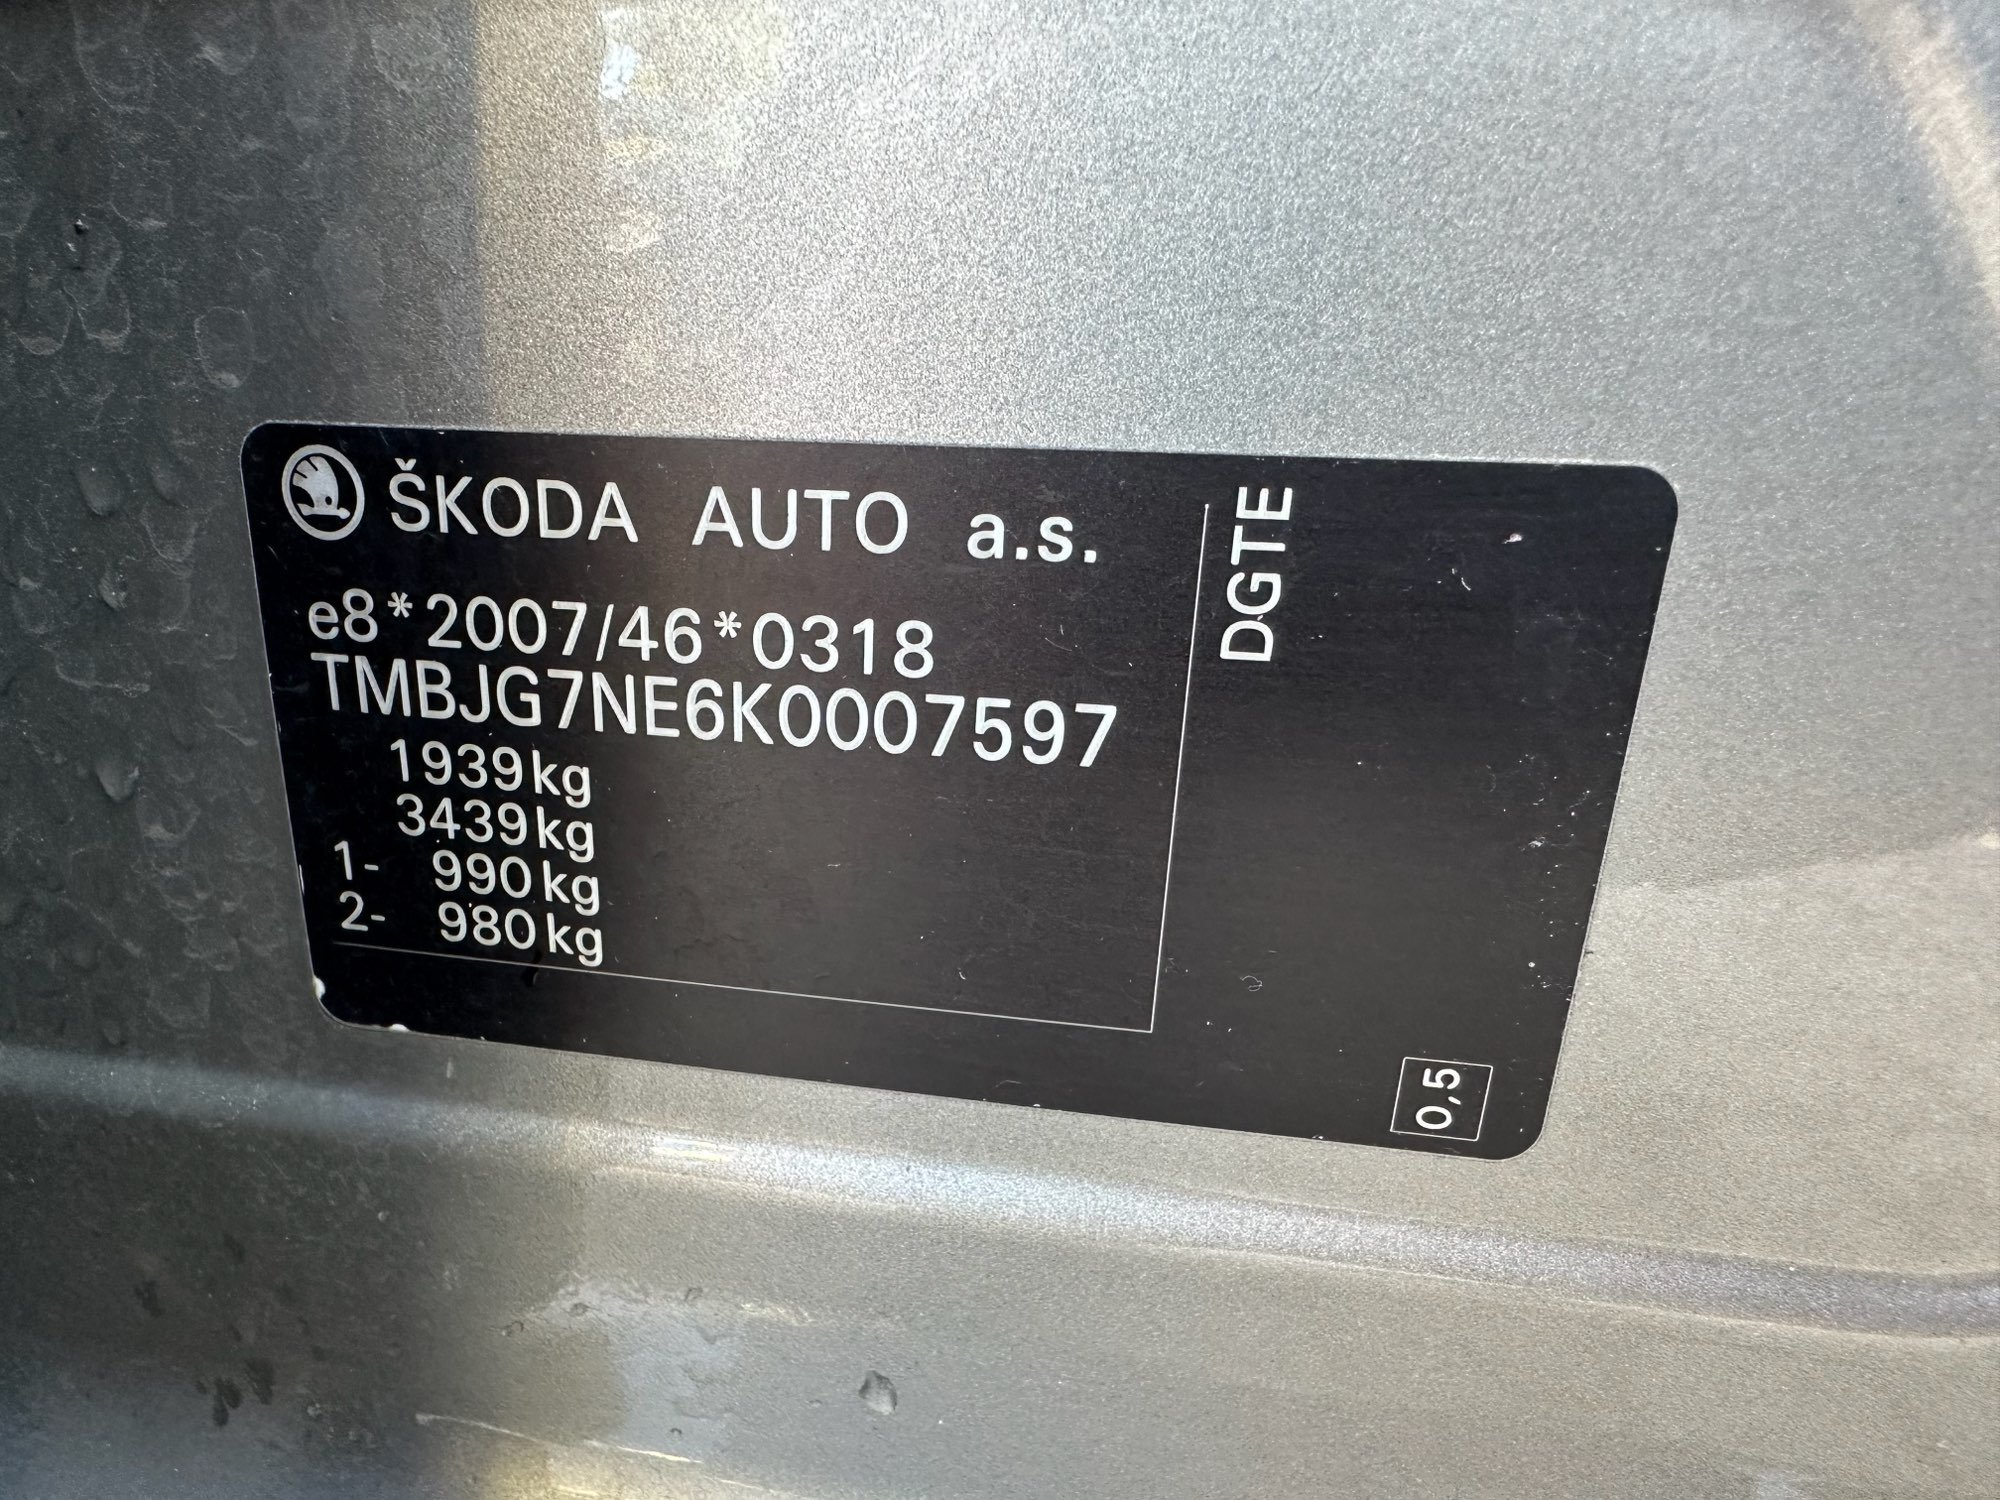 ŠKODA AUTO a.s.
e8*2007/46*0318
TMBJG7NE6K0007597
1939kg
3439kg
1- 990kg
2- 980kg
DGTE
0,5